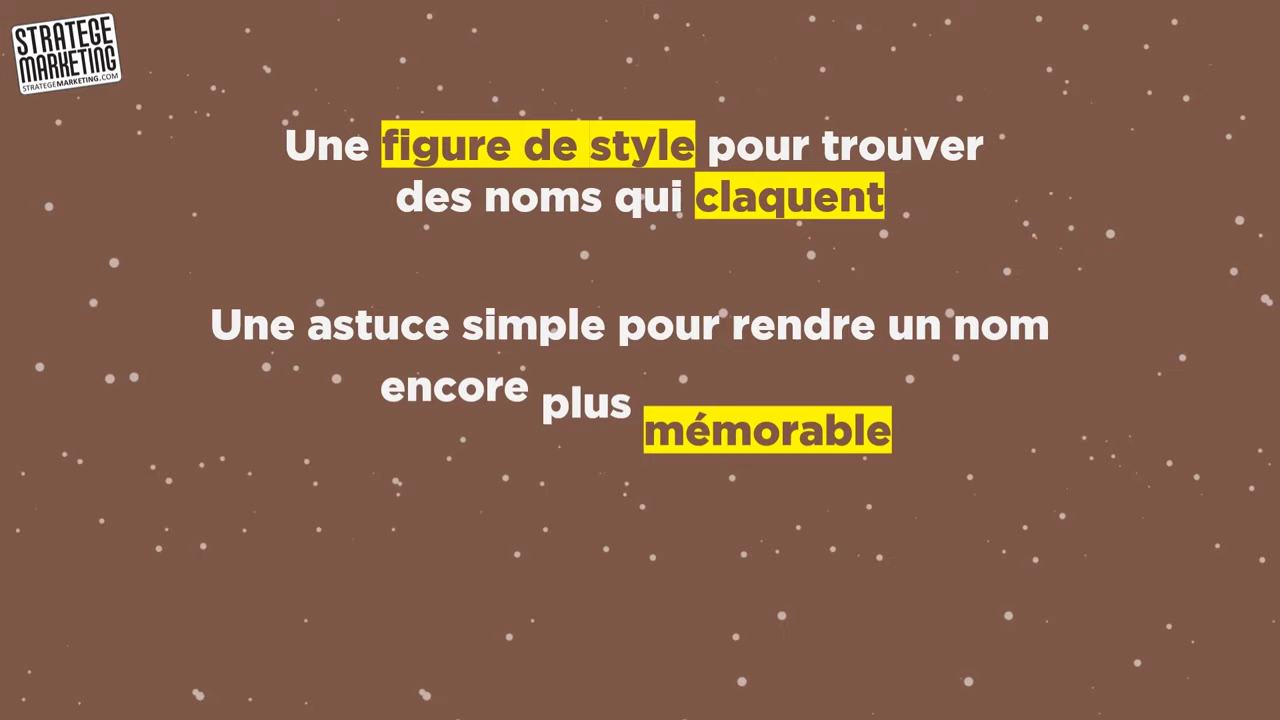 STRATEGE
MARKETING
STRATEGEMARKETING.COM
Une figure de style pour trouver
des noms qui claquent
Une astuce simple pour rendre un nom
encore plus mémorable